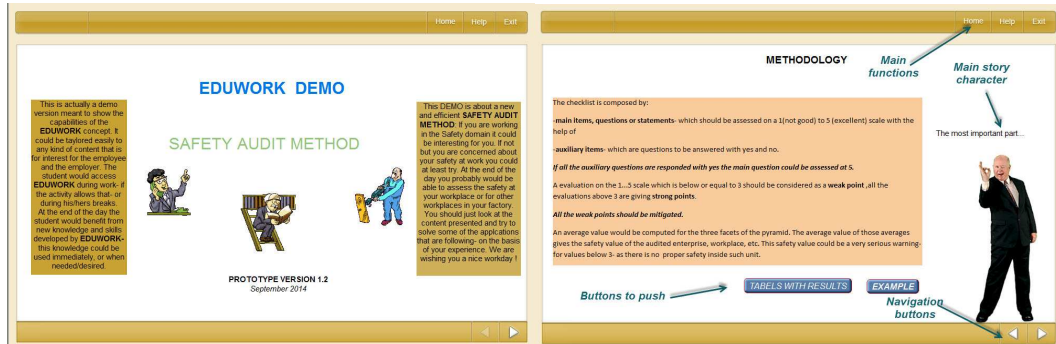 Home Help Exit
EDUWORK DEMO
This is actually a demo
version meant to show the
capabilities of the
EDUWORK concept. It
could be taylored easily to
any kind of content that is
for interest for the employee
and the employer. The
student would access
EDUWORK during work- if
the activity allows that- or
during his/hers breaks.
At the end of the day the
student would benefit from
new knowledge and skills
developed by EDUWORK-
this knowledge could be
used immediately, or when
needed/desired.
SAFETY AUDIT METHOD
This DEMO is about a new
and efficient SAFETY AUDIT
METHOD: If you are working
in the Safety domain it could
be interesting for you. If not
but you are concerned about
your safety at work you could
at least try. At the end of the
day you probably would be
able to assess the safety at
your workplace or for other
workplaces in your factory.
You should just look at the
content presented and try to
solve some of the applcations
that are following- on the basis
of your experience. We are
wishing you a nice workday !
PROTOTYPE VERSION 1.2
September 2014
Home Help Exit
METHODOLOGY
Main
functions
Main story
character
The checklist is composed by:
-main items, questions or statements- which should be assessed on a 1(not good) to 5 (excellent) scale with the
help of
-auxiliary items- which are questions to be answered with yes and no.
If all the auxiliary questions are responded with yes the main question could be assessed at 5.
A evaluation on the 1...5 scale which is below or equal to 3 should be considered as a weak point ,all the
evaluations above 3 are giving strong points.
All the weak points should be mitigated.
An average value would be computed for the three facets of the pyramid. The average value of those averages
gives the safety value of the audited enterprise, workplace, etc. This safety value could be a very serious warning-
for values below 3- as there is no proper safety inside such unit.
The most important part...
Buttons to push
TABELS WITH RESULTS
EXAMPLE
Navigation
buttons